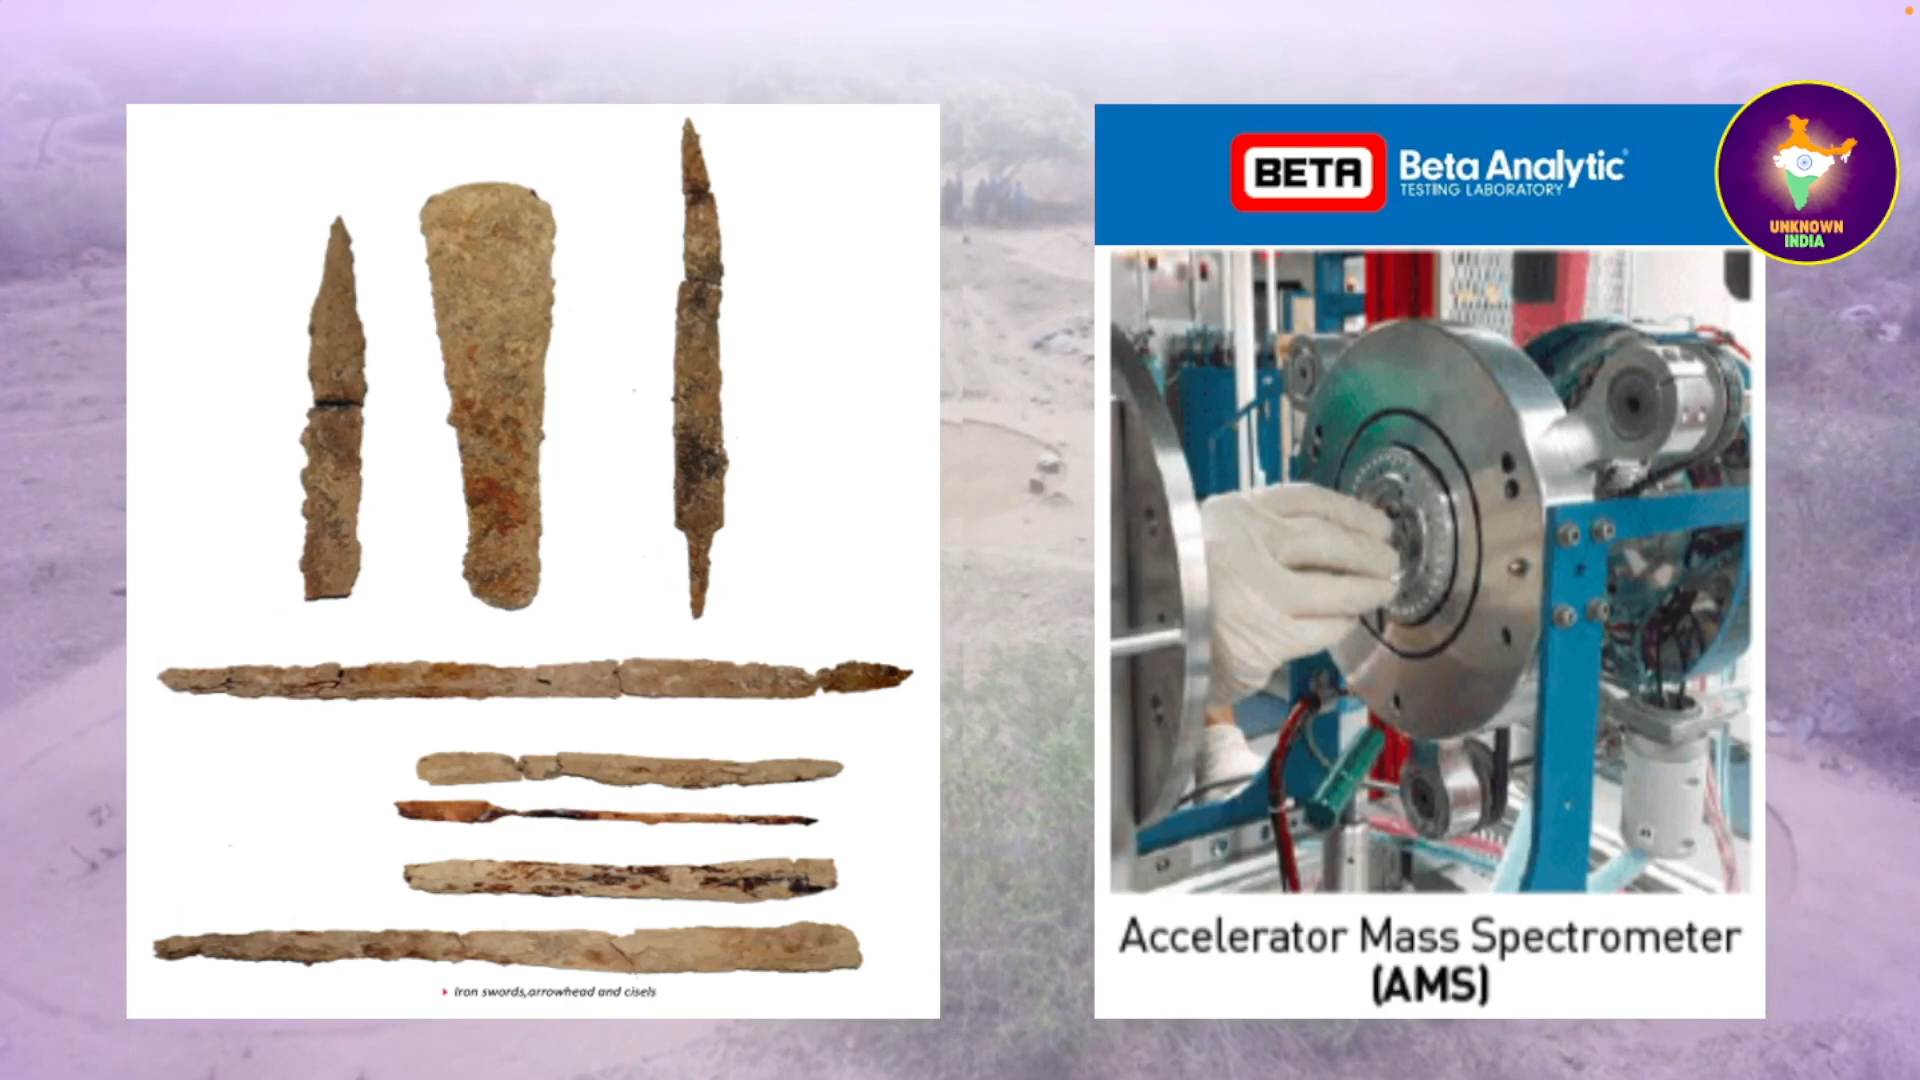 Iron swords,arrowhead and cisels
BETA
Beta Analytic
TESTING LABORATORY
UNKNOWN
INDIA
Accelerator Mass Spectrometer
(AMS)